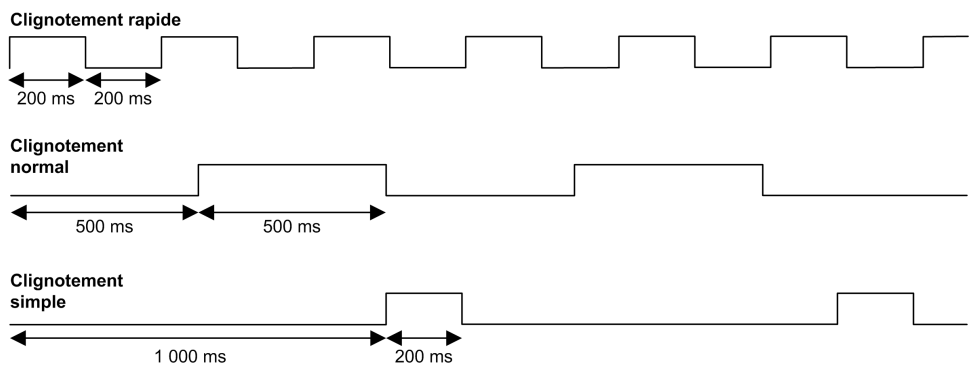 Clignotement rapide
200 ms 200 ms
Clignotement
normal
500 ms 500 ms
Clignotement
simple
1 000 ms 200 ms